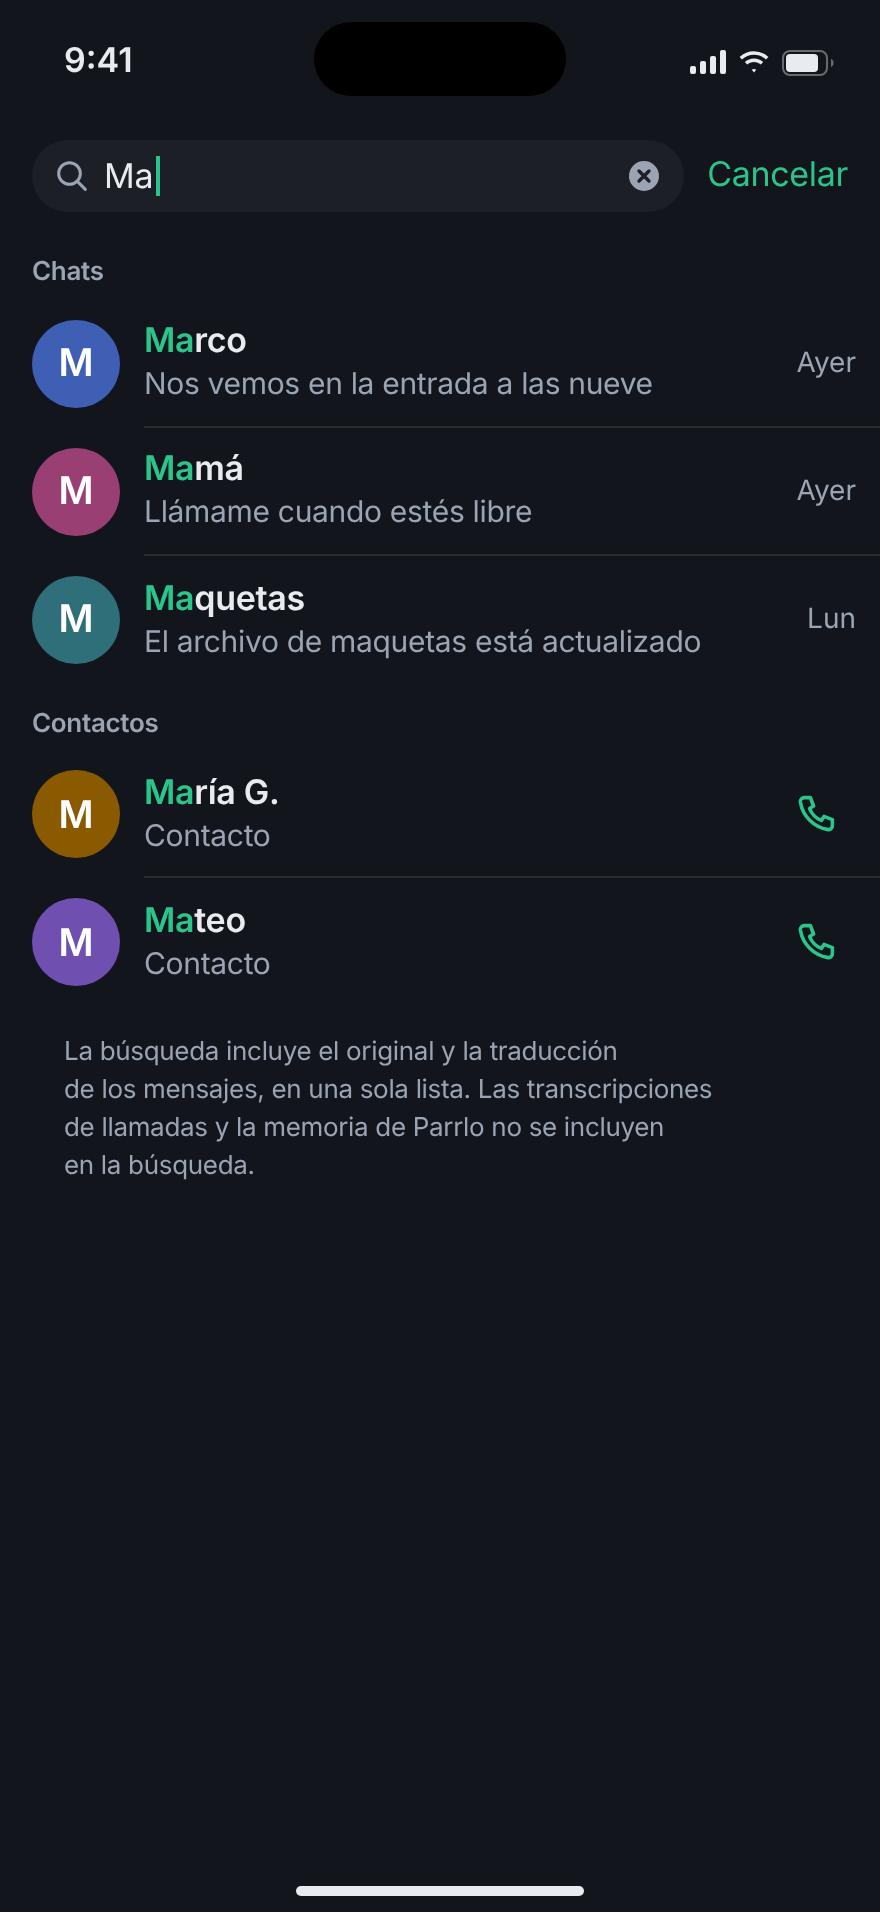 9:41
Ma
Cancelar
Chats
M
Marco
Nos vemos en la entrada a las nueve
Ayer
M
Mamá
Llámame cuando estés libre
Ayer
M
Maquetas
El archivo de maquetas está actualizado
Lun
Contactos
M
María G.
Contacto
M
Mateo
Contacto
La búsqueda incluye el original y la traducción
de los mensajes, en una sola lista. Las transcripciones
de llamadas y la memoria de Parrlo no se incluyen
en la búsqueda.